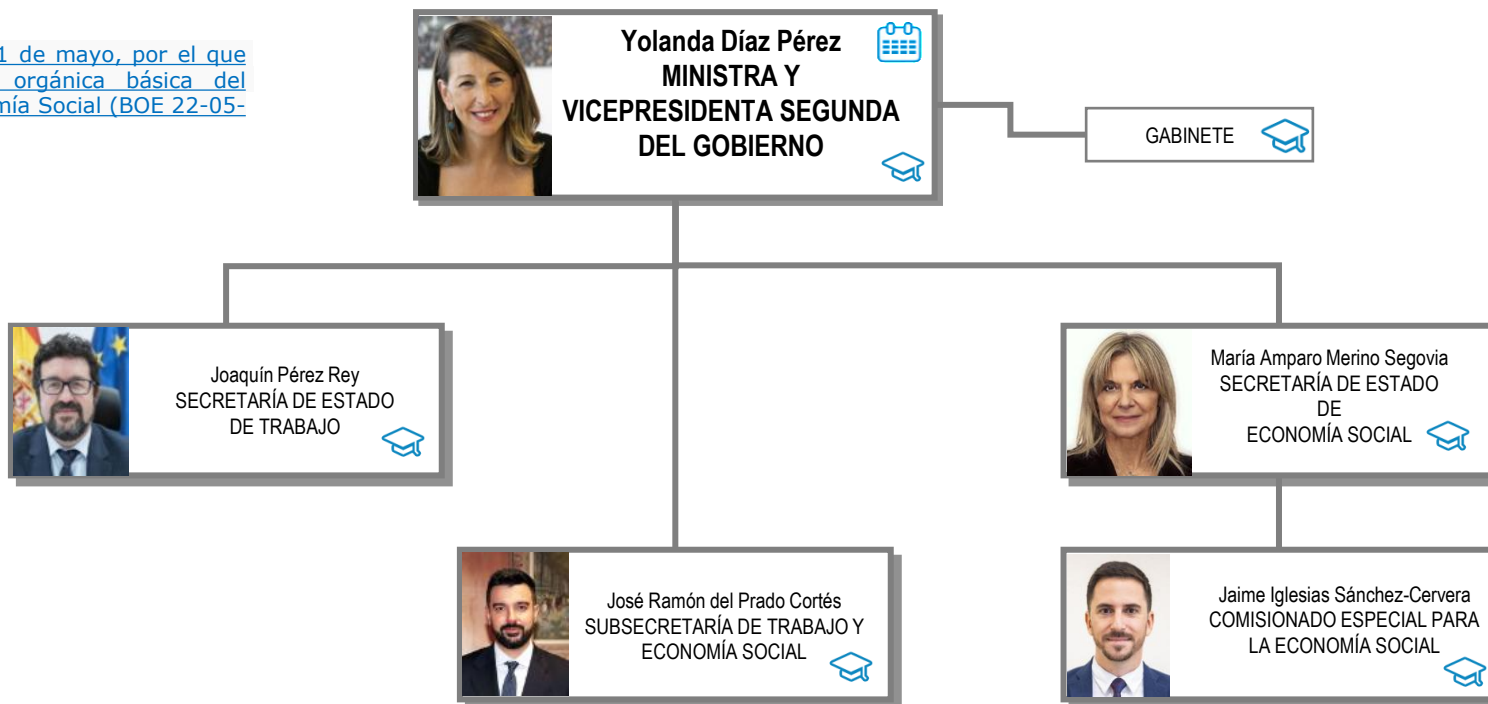 1 de mayo, por el que
orgánica básica del
mía Social (BOE 22-05-
Yolanda Díaz Pérez
MINISTRA Y
VICEPRESIDENTA SEGUNDA
DEL GOBIERNO
GABINETE
Joaquín Pérez Rey
SECRETARÍA DE ESTADO
DE TRABAJO
María Amparo Merino Segovia
SECRETARÍA DE ESTADO
DE
ECONOMÍA SOCIAL
José Ramón del Prado Cortés
SUBSECRETARÍA DE TRABAJO Y
ECONOMÍA SOCIAL
Jaime Iglesias Sánchez-Cervera
COMISIONADO ESPECIAL PARA
LA ECONOMÍA SOCIAL